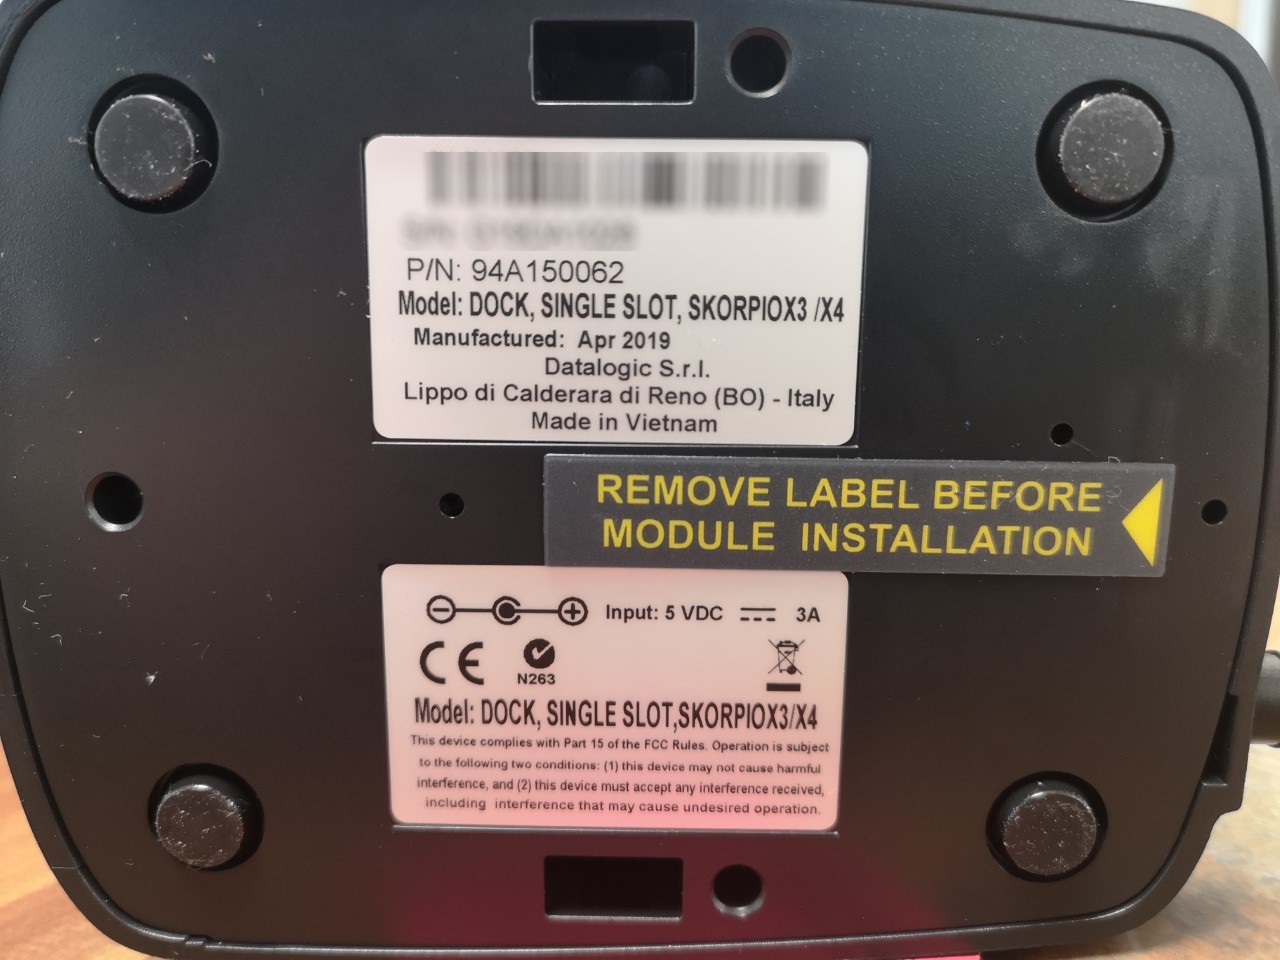 P/N: 94A150062
Model: DOCK, SINGLE SLOT, SKORPIOX3 /X4
Manufactured: Apr 2019
Datalogic S.r.l.
Lippo di Calderara di Reno (BO) - Italy
Made in Vietnam
REMOVE LABEL BEFORE
MODULE INSTALLATION
Input: 5 VDC 3A
CE
N263
Model: DOCK, SINGLE SLOT,SKORPIOX3/X4
This device complies with Part 15 of the FCC Rules. Operation is subject
to the following two conditions: (1) this device may not cause harmful
interference, and (2) this device must accept any interference received,
including interference that may cause undesired operation.